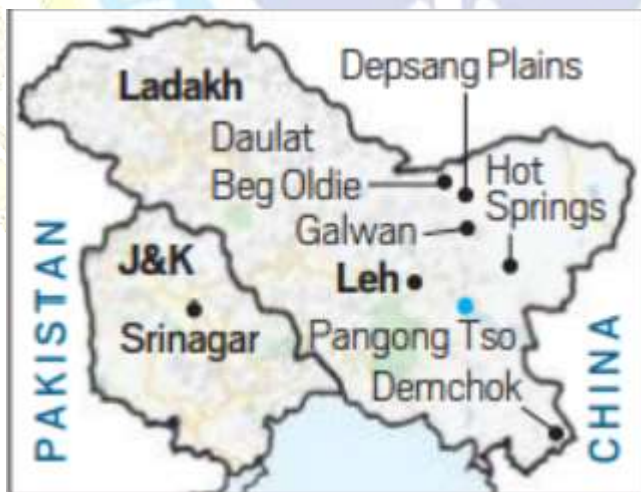 Depsang Plains
Ladakh
Daulat
Beg Oldie
Hot
Springs
Galwan
J&K
Leh
Srinagar
Pangong Tso
Demchok
PAKISTAN
CHINA